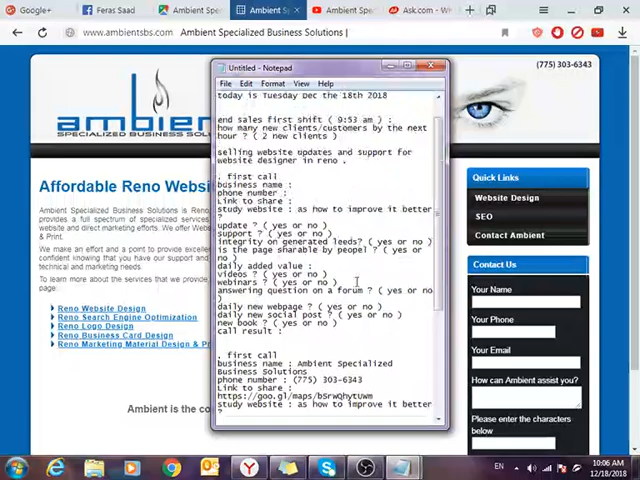 Google+
Feras Saad
Ambient
Ambient S
Ambient Spe
Ask.com - Wh
www.ambientsbs.com
Ambient Specialized Business Solutions |
(775) 303-6343
ambien
SPECIALIZED BUSINESS SOLUT
Affordable Reno Websi
Ambient Specialized Business Solutions is Reno
provides a full spectrum of specialized services
website and direct marketing efforts. We offer Web
& Print.
We make an effort and a point to provide excellent
confident knowing that you have our support and
technical and marketing needs.
To learn more about the services that we provide
page:
Reno Website Design
Reno Search Engine Optimization
Reno Logo Design
Reno Business Card Design
Reno Marketing Material Design & Pri
Ambient is the co
Untitled - Notepad
File Edit Format View Help
today is Tuesday Dec the 18th 2018
end sales first shift ( 9:53 am ) :
how many new clients/customers by the next
hour ? ( 2 new clients )
selling website updates and support for
website designer in reno .
. first call
business name :
phone number :
Link to share :
study website : as how to improve it better
?
update ? ( yes or no )
support ? ( yes or no )
integrity on generated leeds? ( yes or no )
is the page sharable by peopel ? ( yes or
no )
daily added value :
videos ? ( yes or no )
webinars ? ( yes or no )
answering question on a forum ? ( yes or no
)
daily new webpage ? ( yes or no )
daily new social post ? ( yes or no )
new book ? ( yes or no )
call result :
. first call
business name : Ambient Specialized
Business Solutions
phone number : (775) 303-6343
Link to share :
https://goo.gl/maps/bSrwQhytUwm
study website : as how to improve it better
?
Quick Links
Website Design
SEO
Contact Ambient
Contact Us
Your Name
Your Phone
Your Email
How can Ambient assist you?
Please enter the characters
below
EN
10:06 AM
12/18/2018